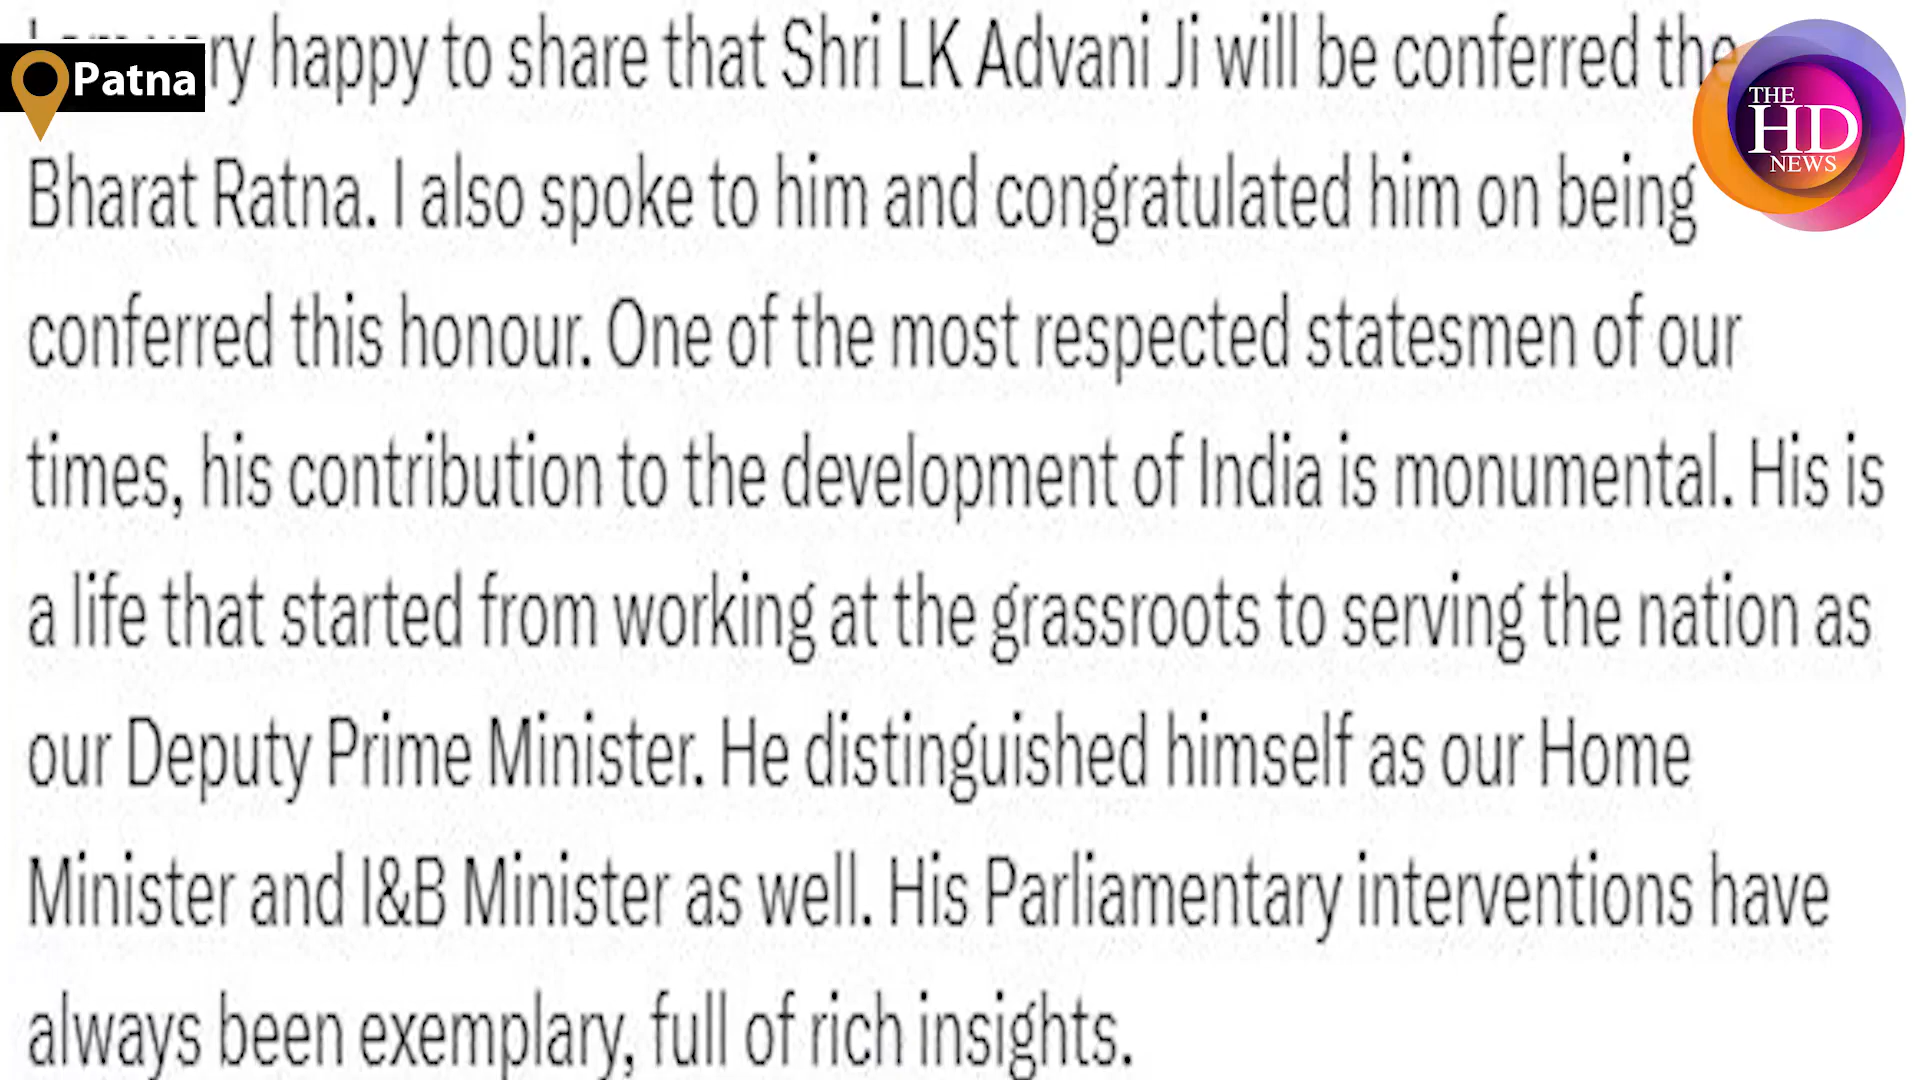 I am very happy to share that Shri LK Advani Ji will be conferred the
Bharat Ratna. I also spoke to him and congratulated him on being
conferred this honour. One of the most respected statesmen of our
times, his contribution to the development of India is monumental. His is
a life that started from working at the grassroots to serving the nation as
our Deputy Prime Minister. He distinguished himself as our Home
Minister and I&B Minister as well. His Parliamentary interventions have
always been exemplary, full of rich insights.
Patna
THE
HD
NEWS